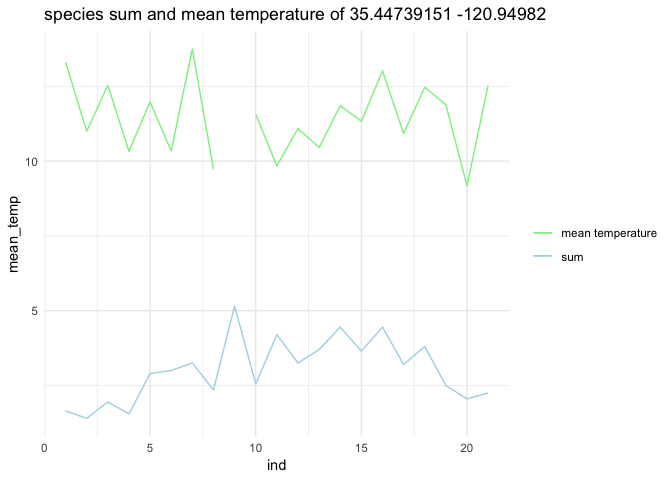 species sum and mean temperature of 35.44739151 -120.94982
mean_temp
10
5
0
5
10
15
20
ind
mean temperature
sum